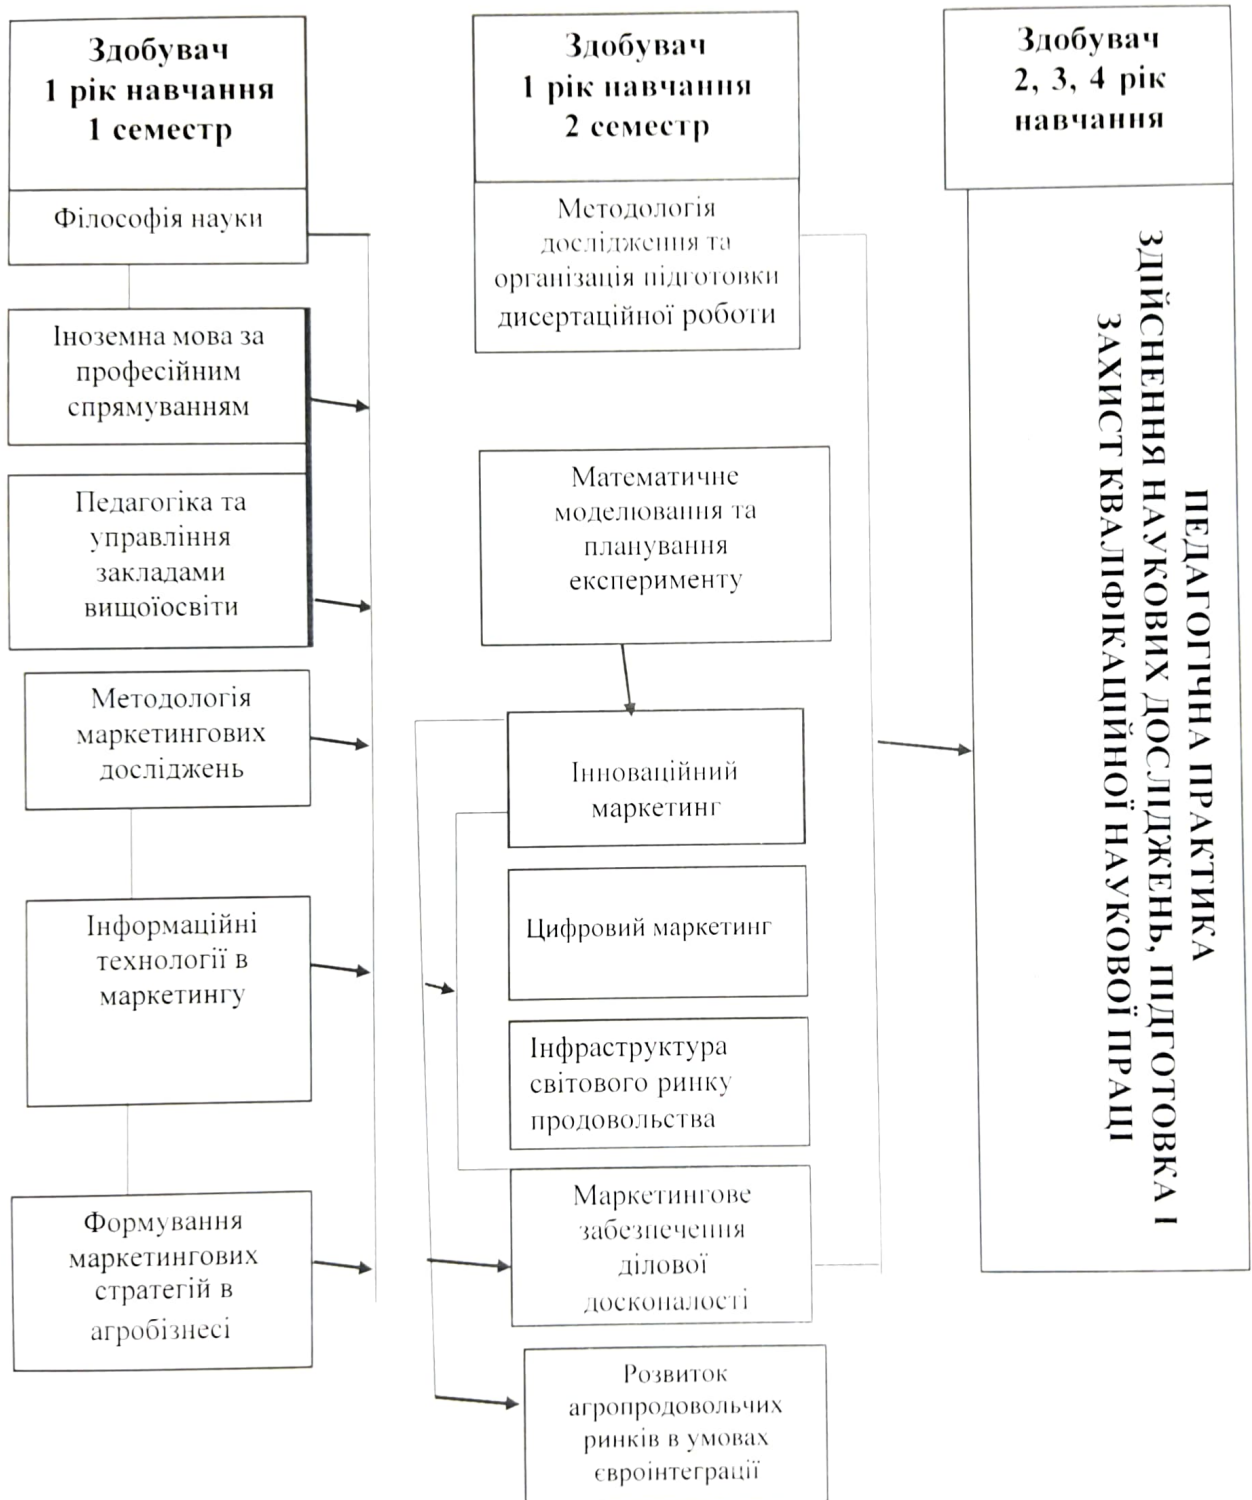 Здобувач
1 рік навчання
1 семестр
Філософія науки
Іноземна мова за
професійним
спрямуванням
Педагогіка та
управління
закладами
вищоїосвіти
Методологія
маркетингових
досліджень
Інформаційні
технології в
маркетингу
Формування
маркетингових
стратегій в
агробізнесі
Здобувач
1 рік навчання
2 семестр
Методологія
дослідження та
організація підготовки
дисертаційної роботи
Математичне
моделювання та
планування
експерименту
Інноваційний
маркетинг
Цифровий маркетинг
Інфраструктура
світового ринку
продовольства
Маркетингове
забезпечення
ділової
досконалості
Розвиток
агропродовольчих
ринків в умовах
євроінтеграції
Здобувач
2, 3, 4 рік
навчання
ПЕДАГОГІЧНА ПРАКТИКА
ЗДІЙСНЕННЯ НАУКОВИХ ДОСЛІДЖЕНЬ, ПІДГОТОВКА І
ЗАХИСТ КВАЛІФІКАЦІЙНОЇ НАУКОВОЇ ПРАЦІ